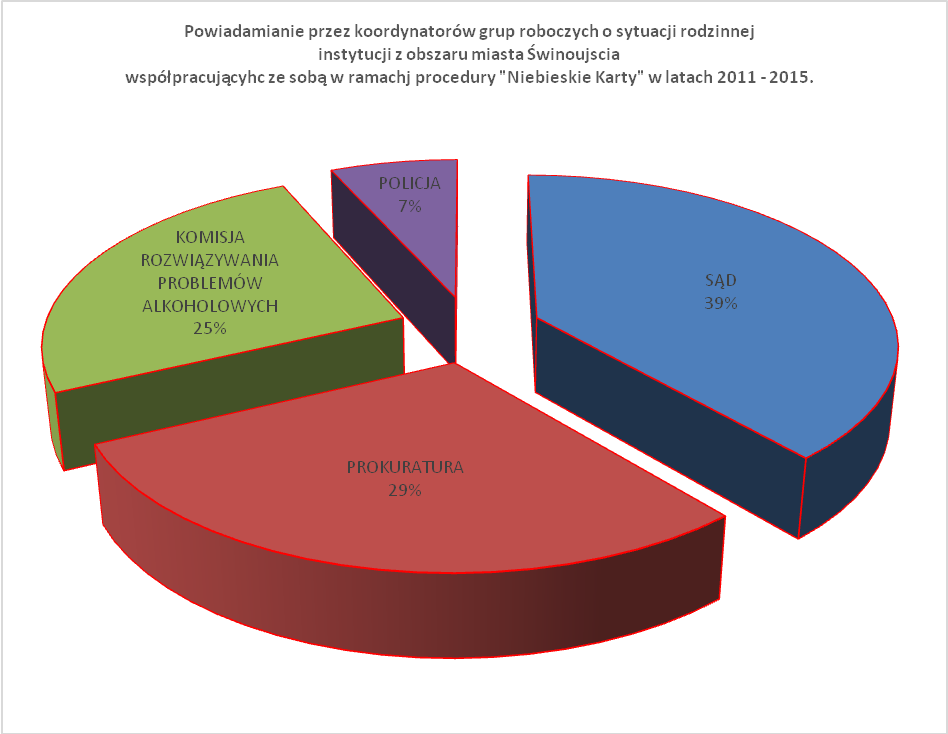 Powiadamianie przez koordynatorów grup roboczych o sytuacji rodzinnej
instytucji z obszaru miasta Świnoujscia
współpracującyhc ze sobą w ramachj procedury "Niebieskie Karty" w latach 2011 - 2015.
POLICJA
7%
KOMISJA
ROZWIĄZYWANIA
PROBLEMÓW
ALKOHOLOWYCH
25%
SĄD
39%
PROKURATURA
29%